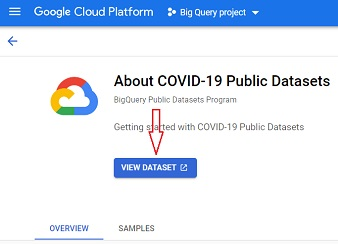 Google Cloud Platform Big Query project
About COVID-19 Public Datasets
BigQuery Public Datasets Program
Getting started with COVID-19 Public Datasets
VIEW DATASET
OVERVIEW SAMPLES